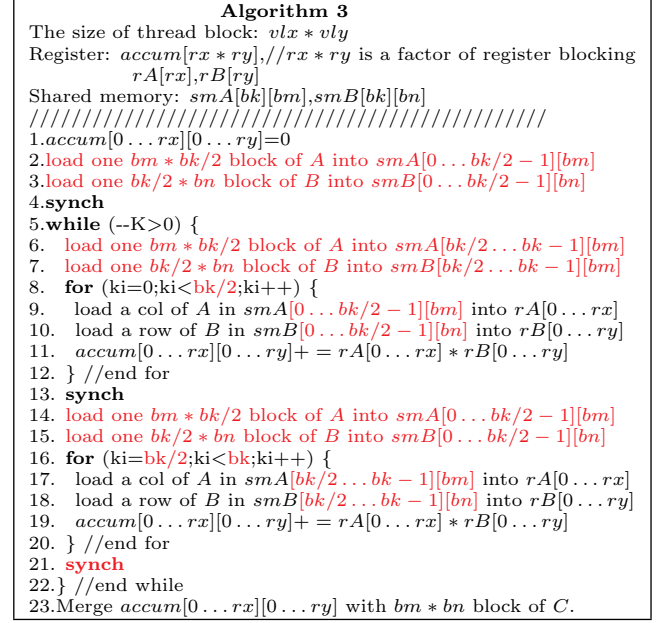 Algorithm 3
The size of thread block: vlx ∗ vly
Register: accum[rx ∗ ry],//rx ∗ ry is a factor of register blocking
rA[rx],rB[ry]
Shared memory: smA[bk][bm],smB[bk][bn]
/////////////////////////////////////////////////
1.accum[0...rx][0...ry]=0
2.load one bm ∗ bk/2 block of A into smA[0...bk/2 − 1][bm]
3.load one bk/2 ∗ bn block of B into smB[0...bk/2 − 1][bn]
4.synch
5.while (--K>0) {
6. load one bm ∗ bk/2 block of A into smA[bk/2...bk − 1][bm]
7. load one bk/2 ∗ bn block of B into smB[bk/2...bk − 1][bm]
8. for (ki=0;ki<bk/2;ki++) {
9. load a col of A in smA[0...bk/2 − 1][bm] into rA[0...rx]
10. load a row of B in smB[0...bk/2 − 1][bn] into rB[0...ry]
11. accum[0...rx][0...ry]+ = rA[0...rx] ∗ rB[0...ry]
12. } //end for
13. synch
14. load one bm ∗ bk/2 block of A into smA[0...bk/2 − 1][bm]
15. load one bk/2 ∗ bn block of B into smB[0...bk/2 − 1][bn]
16. for (ki=bk/2;ki<bk;ki++) {
17. load a col of A in smA[bk/2...bk − 1][bm] into rA[0...rx]
18. load a row of B in smB[bk/2...bk − 1][bn] into rB[0...ry]
19. accum[0...rx][0...ry]+ = rA[0...rx] ∗ rB[0...ry]
20. } //end for
21. synch
22.} //end while
23.Merge accum[0...rx][0...ry] with bm ∗ bn block of C.